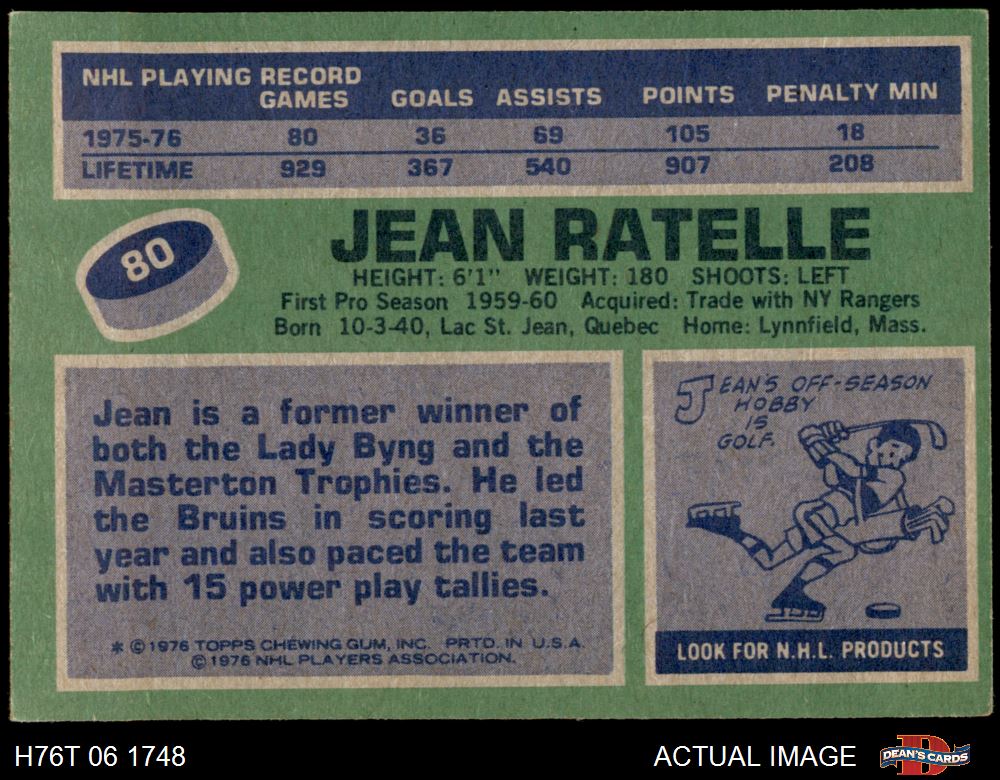 NHL PLAYING RECORD
GAMES GOALS ASSISTS POINTS PENALTY MIN
1975-76 80 36 69 105 18
LIFETIME 929 367 540 907 208
80
JEAN RATELLE
HEIGHT: 6'1" WEIGHT: 180 SHOOTS: LEFT
First Pro Season 1959-60 Acquired: Trade with NY Rangers
Born 10-3-40, Lac St. Jean, Quebec Home: Lynnfield, Mass.
Jean is a former winner of
both the Lady Byng and the
Masterton Trophies. He led
the Bruins in scoring last
year and also paced the team
with 15 power play tallies.
* © 1976 TOPPS CHEWING GUM, INC. PRTD. IN U.S.A.
© 1976 NHL PLAYERS ASSOCIATION.
JEAN'S OFF-SEASON
HOBBY
IS
GOLF.
LOOK FOR N.H.L. PRODUCTS
H76T 06 1748
ACTUAL IMAGE
D
DEAN'S CARDS